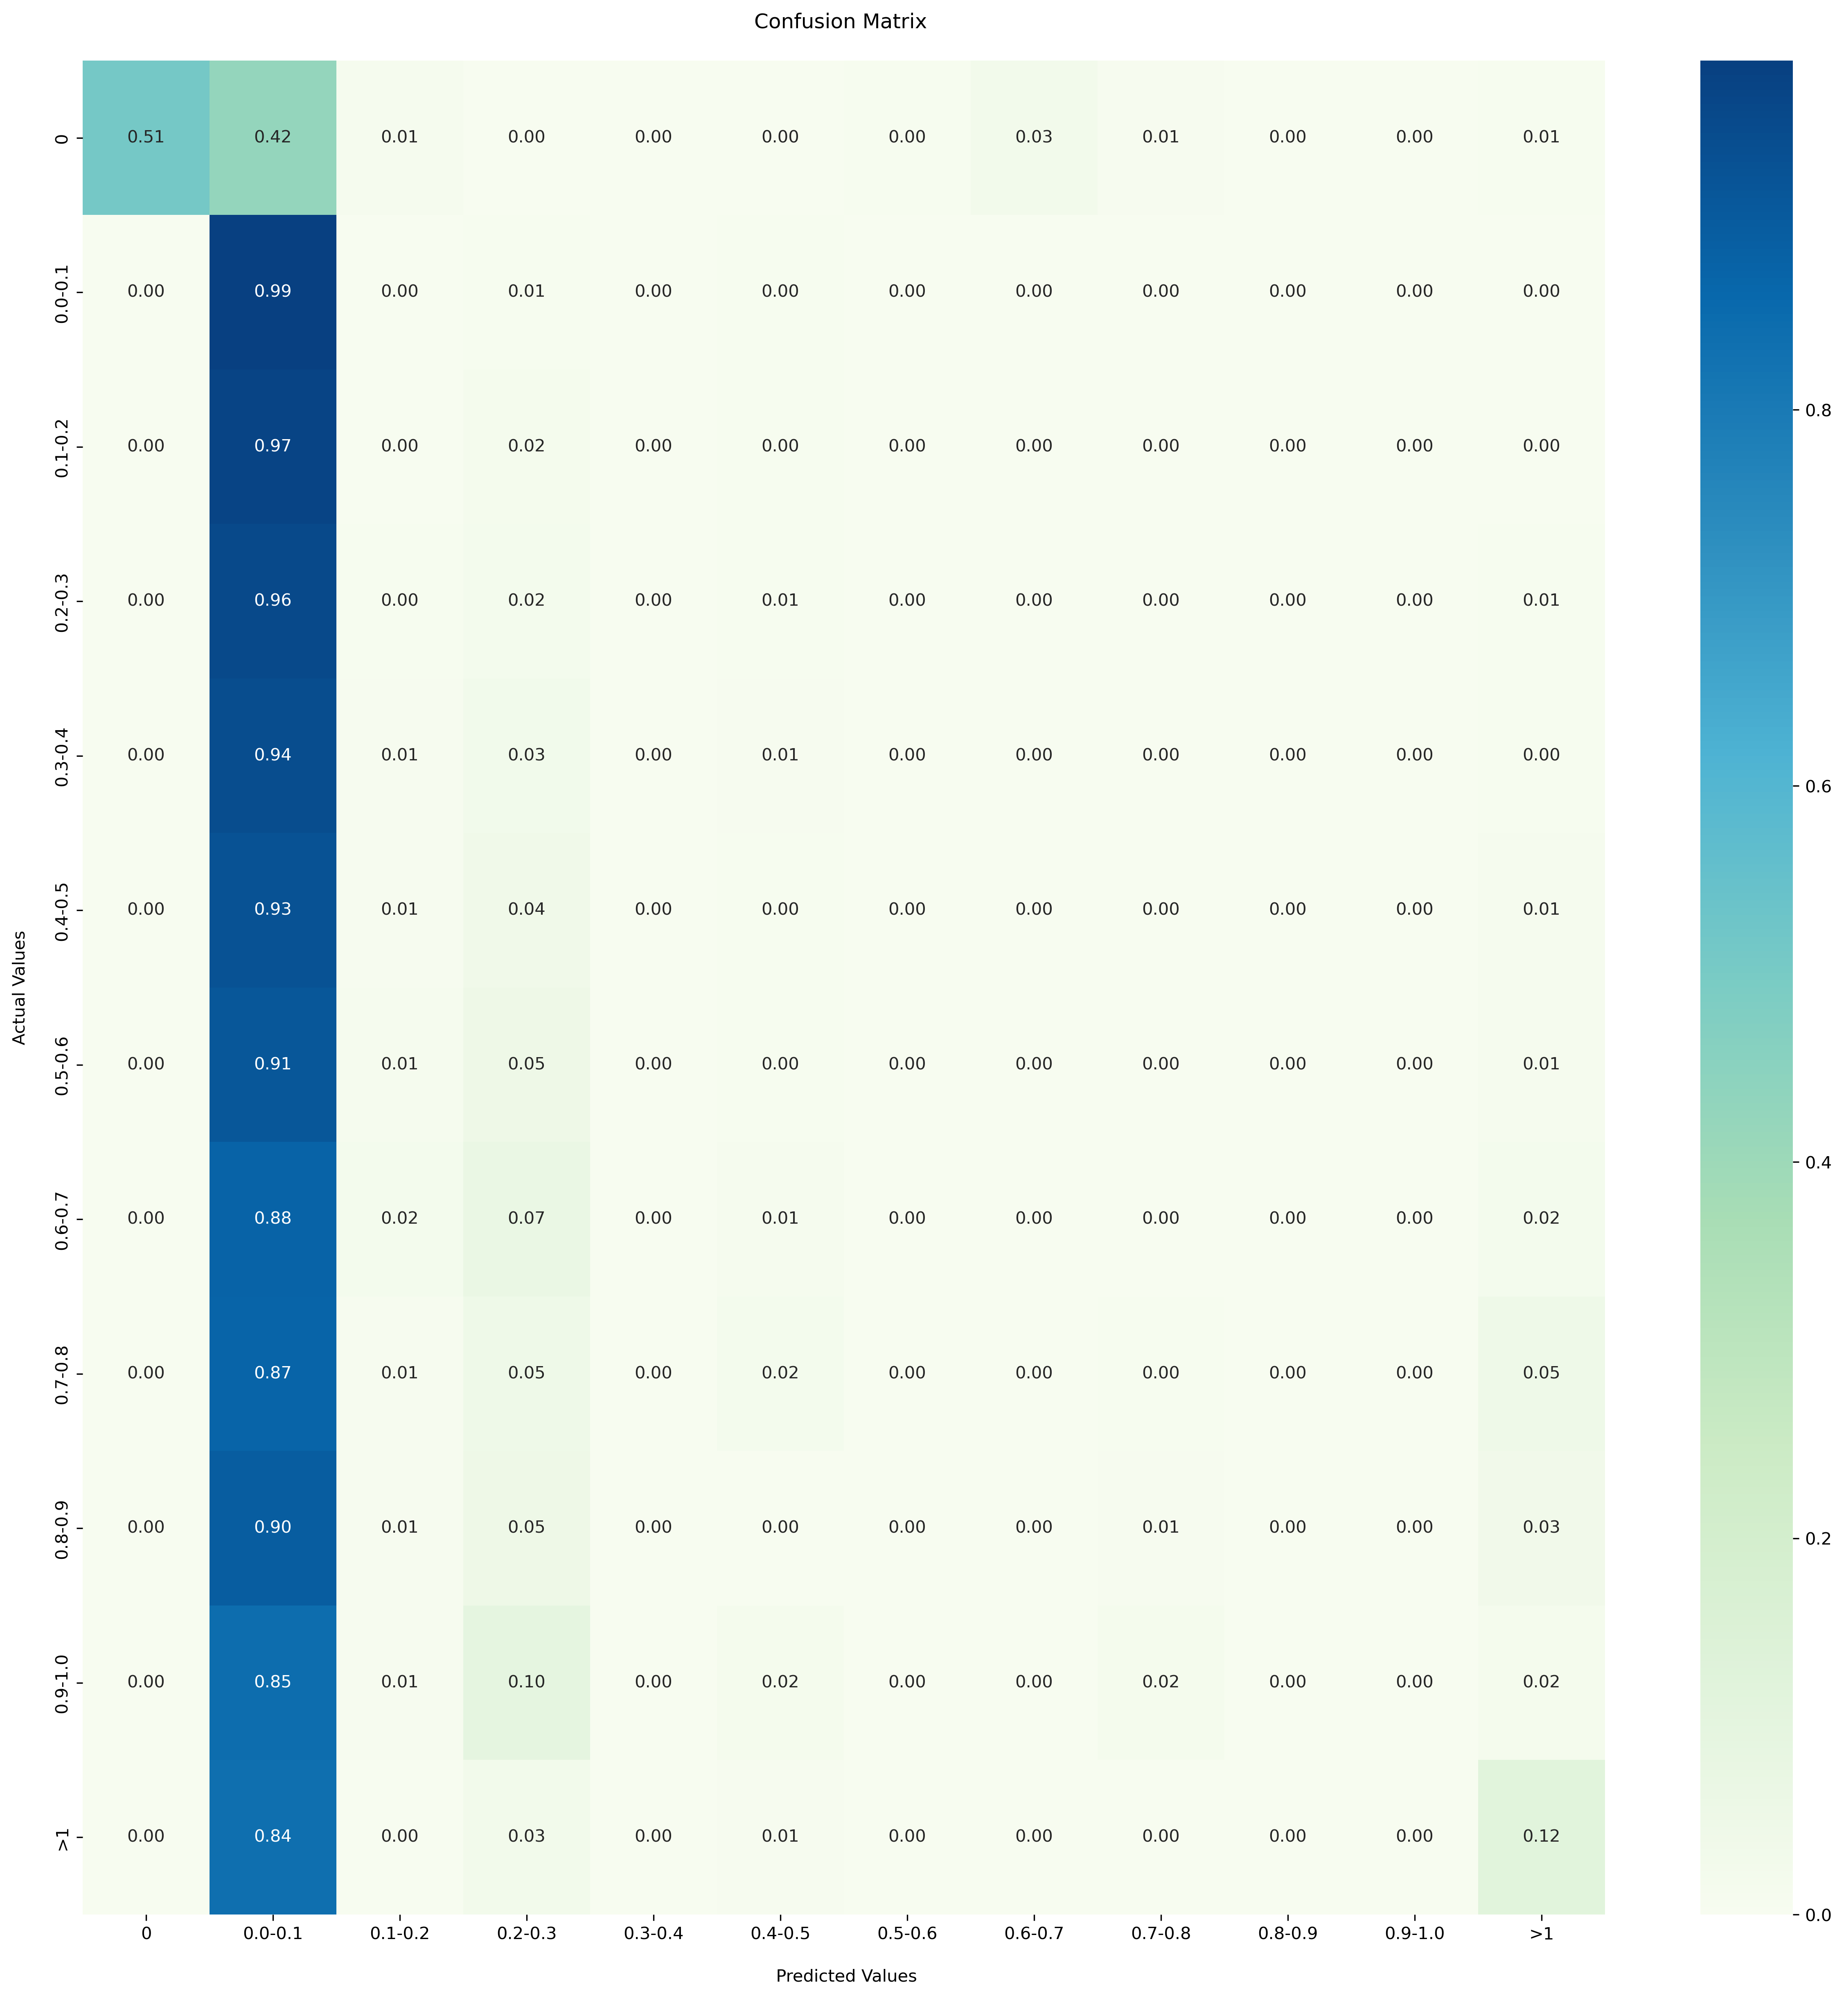 Confusion Matrix
0 0.51 0.42 0.01 0.00 0.00 0.00 0.00 0.03 0.01 0.00 0.00 0.01
0.0-0.1 0.00 0.99 0.00 0.01 0.00 0.00 0.00 0.00 0.00 0.00 0.00 0.00
0.1-0.2 0.00 0.97 0.00 0.02 0.00 0.00 0.00 0.00 0.00 0.00 0.00 0.00
0.2-0.3 0.00 0.96 0.00 0.02 0.00 0.01 0.00 0.00 0.00 0.00 0.00 0.01
0.3-0.4 0.00 0.94 0.01 0.03 0.00 0.01 0.00 0.00 0.00 0.00 0.00 0.00
0.4-0.5 0.00 0.93 0.01 0.04 0.00 0.00 0.00 0.00 0.00 0.00 0.00 0.01
0.5-0.6 0.00 0.91 0.01 0.05 0.00 0.00 0.00 0.00 0.00 0.00 0.00 0.01
0.6-0.7 0.00 0.88 0.02 0.07 0.00 0.01 0.00 0.00 0.00 0.00 0.00 0.02
0.7-0.8 0.00 0.87 0.01 0.05 0.00 0.02 0.00 0.00 0.00 0.00 0.00 0.05
0.8-0.9 0.00 0.90 0.01 0.05 0.00 0.00 0.00 0.00 0.01 0.00 0.00 0.03
0.9-1.0 0.00 0.85 0.01 0.10 0.00 0.02 0.00 0.00 0.02 0.00 0.00 0.02
>1 0.00 0.84 0.00 0.03 0.00 0.01 0.00 0.00 0.00 0.00 0.00 0.12
0 0.0-0.1 0.1-0.2 0.2-0.3 0.3-0.4 0.4-0.5 0.5-0.6 0.6-0.7 0.7-0.8 0.8-0.9 0.9-1.0 >1
Predicted Values
Actual Values
0.8
0.6
0.4
0.2
0.0